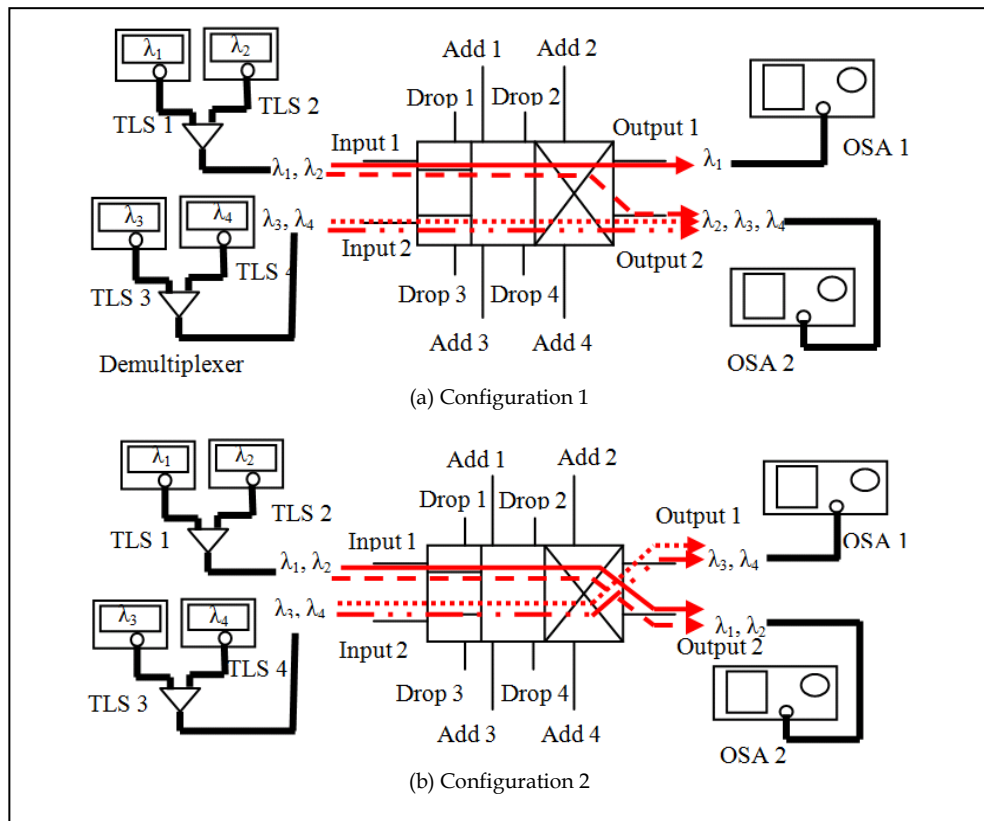 λ1
λ2
Add 1
Add 2
TLS 1
TLS 2
Drop 1
Drop 2
Input 1
Output 1
OSA 1
λ1, λ2
λ1
λ3
λ4
λ3, λ4
λ2, λ3, λ4
Input 2
Output 2
TLS 3
TLS 4
Drop 3
Drop 4
Add 3
Add 4
Demultiplexer
OSA 2
(a) Configuration 1
λ1
λ2
Add 1
Add 2
TLS 1
TLS 2
Drop 1
Drop 2
Input 1
Output 1
OSA 1
λ1, λ2
λ3, λ4
λ3
λ4
λ3, λ4
λ1, λ2
Input 2
Output 2
TLS 3
TLS 4
Drop 3
Drop 4
Add 3
Add 4
OSA 2
(b) Configuration 2